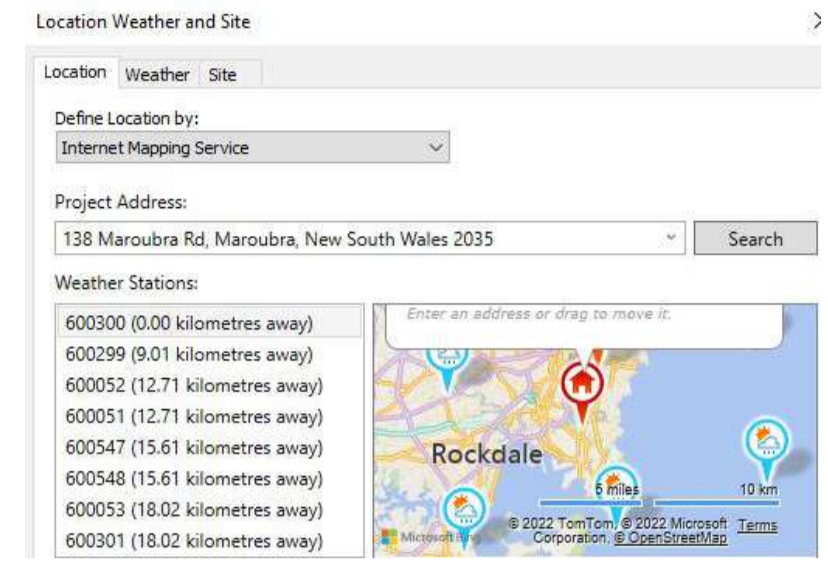 Location Weather and Site
Location Weather Site
Define Location by:
Internet Mapping Service
Project Address:
138 Maroubra Rd, Maroubra, New South Wales 2035
Search
Weather Stations:
600300 (0.00 kilometres away)
600299 (9.01 kilometres away)
600052 (12.71 kilometres away)
600051 (12.71 kilometres away)
600547 (15.61 kilometres away)
600548 (15.61 kilometres away)
600053 (18.02 kilometres away)
600301 (18.02 kilometres away)
Enter an address or drag to move it.
Rockdale
5 miles 10 km
Microsoft Bing
© 2022 TomTom, © 2022 Microsoft Terms
Corporation, © OpenStreetMap